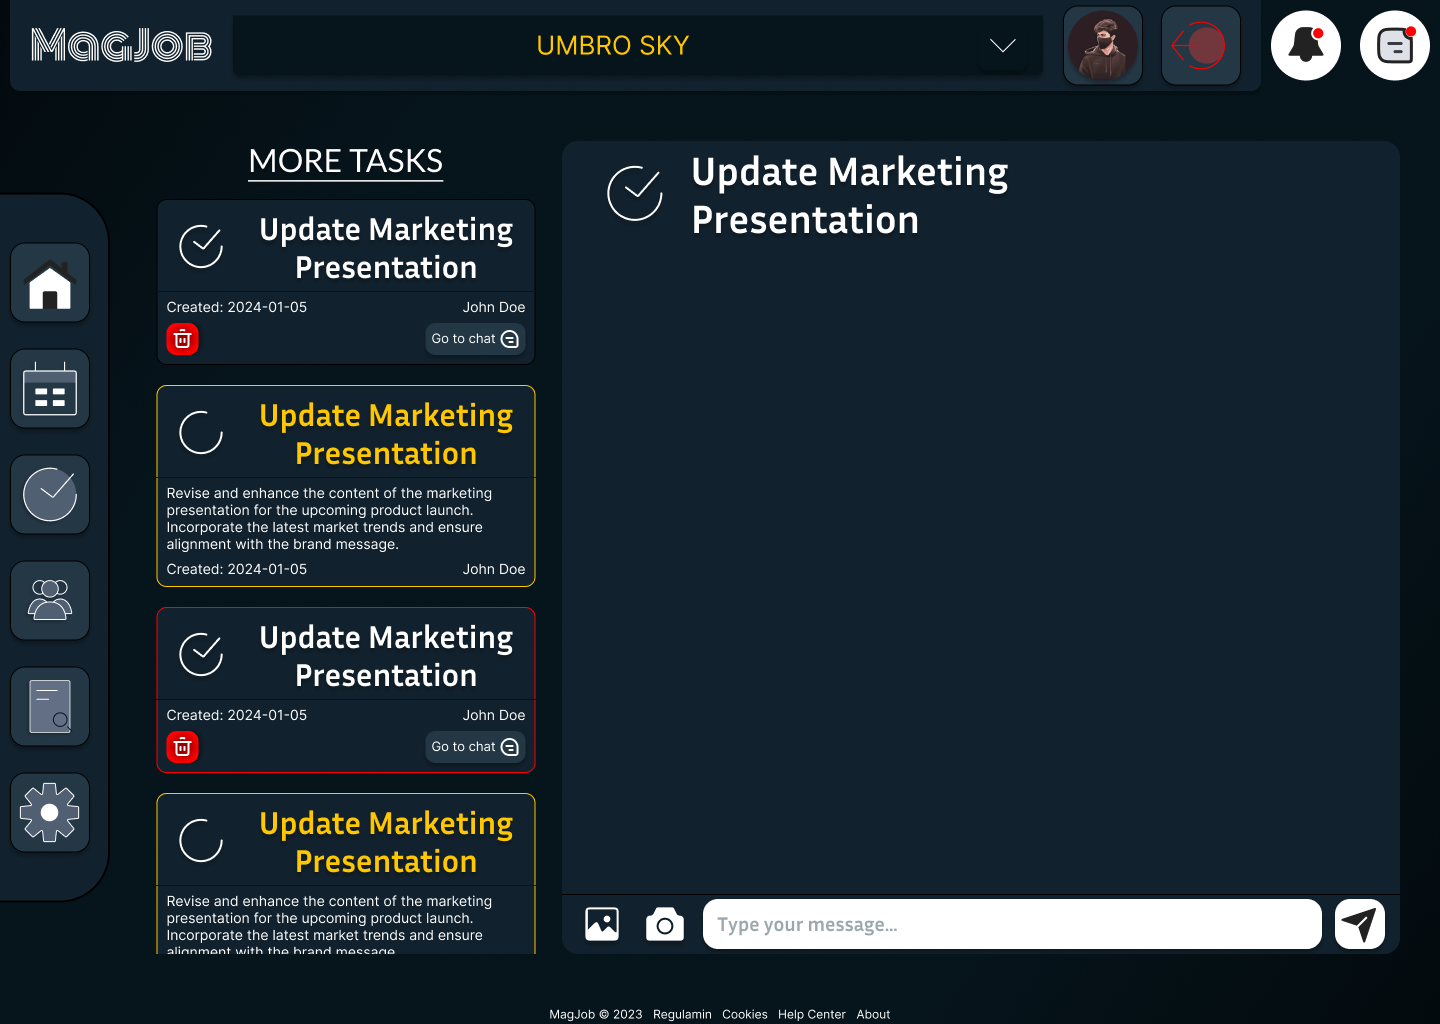 MagJob
UMBRO SKY
MORE TASKS
Update Marketing
Presentation
Created: 2024-01-05
John Doe
Go to chat
Update Marketing
Presentation
Revise and enhance the content of the marketing
presentation for the upcoming product launch.
Incorporate the latest market trends and ensure
alignment with the brand message.
Created: 2024-01-05
John Doe
Update Marketing
Presentation
Created: 2024-01-05
John Doe
Go to chat
Update Marketing
Presentation
Revise and enhance the content of the marketing
presentation for the upcoming product launch.
Incorporate the latest market trends and ensure
alignment with the brand message.
Update Marketing
Presentation
Type your message...
MagJob © 2023 Regulamin Cookies Help Center About